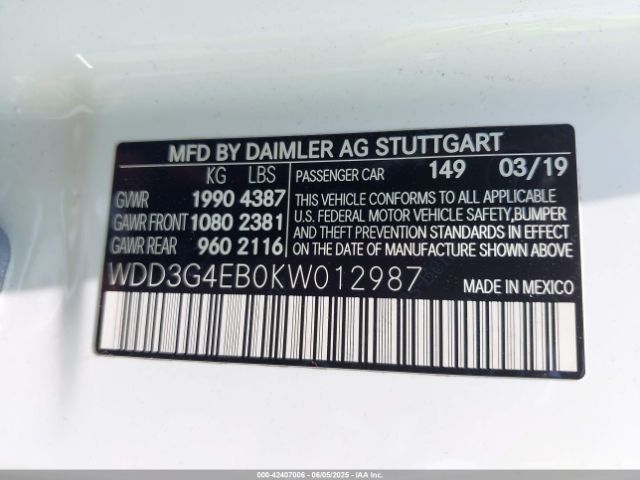 MFD BY DAIMLER AG STUTTGART
KG LBS
GVWR 1990 4387
GAWR FRONT 1080 2381
GAWR REAR 960 2116
PASSENGER CAR 149 03/19
THIS VEHICLE CONFORMS TO ALL APPLICABLE
U.S. FEDERAL MOTOR VEHICLE SAFETY,BUMPER
AND THEFT PREVENTION STANDARDS IN EFFECT
ON THE DATE OF MANUFACTURE SHOWN ABOVE.
WDD3G4EB0KW012987
MADE IN MEXICO
000-42407006 - 06/05/2025 - COPART IAA